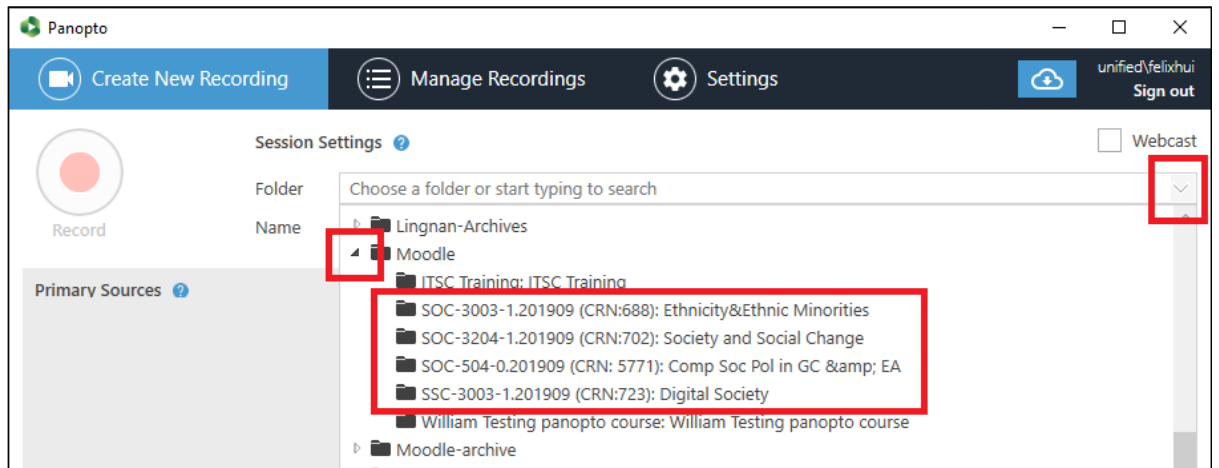 Panopto
Create New Recording
Manage Recordings
Settings
unified\felixhui
Sign out
Session Settings ?
Webcast
Folder
Choose a folder or start typing to search
Record
Name
Lingnan-Archives
Moodle
ITSC Training: ITSC Training
Primary Sources ?
SOC-3003-1.201909 (CRN:688): Ethnicity&Ethnic Minorities
SOC-3204-1.201909 (CRN:702): Society and Social Change
SOC-504-0.201909 (CRN: 5771): Comp Soc Pol in GC &amp; EA
SSC-3003-1.201909 (CRN:723): Digital Society
William Testing panopto course: William Testing panopto course
Moodle-archive